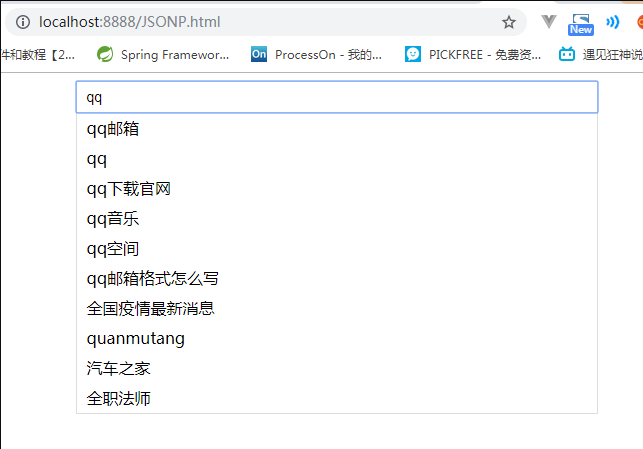 localhost:8888/JSONP.html
New
件和教程【2... Spring Framewor... On ProcessOn - 我的... PICKFREE - 免费资... 遇见狂神说
qq
qq邮箱
qq
qq下载官网
qq音乐
qq空间
qq邮箱格式怎么写
全国疫情最新消息
quanmutang
汽车之家
全职法师